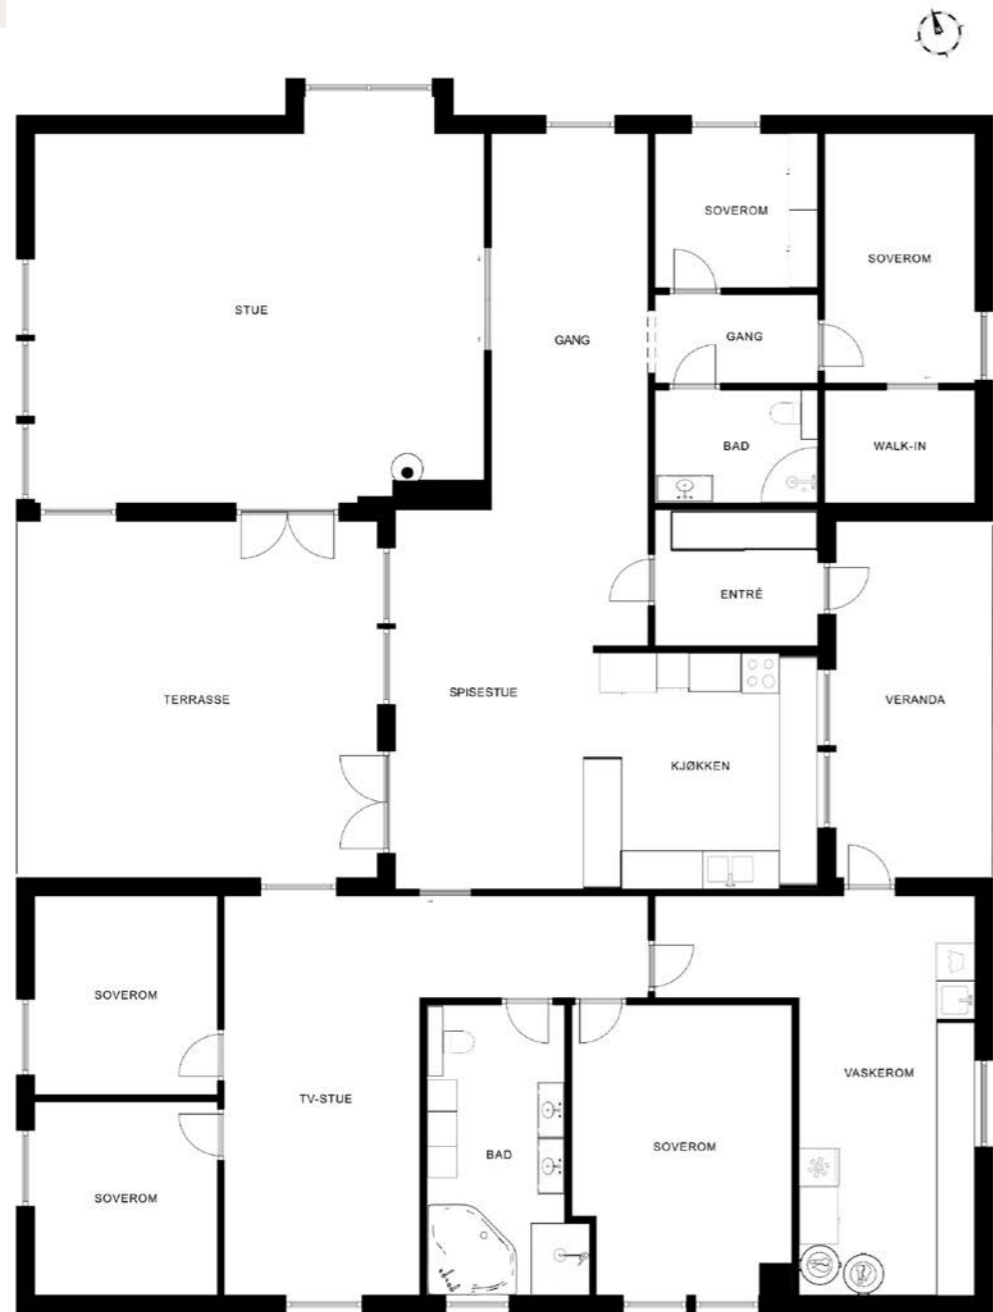 SOVEROM
SOVEROM
STUE
GANG
GANG
BAD
WALK-IN
ENTRÉ
TERRASSE
SPISESTUE
VERANDA
KJØKKEN
SOVEROM
VASKEROM
TV-STUE
SOVEROM
BAD
SOVEROM